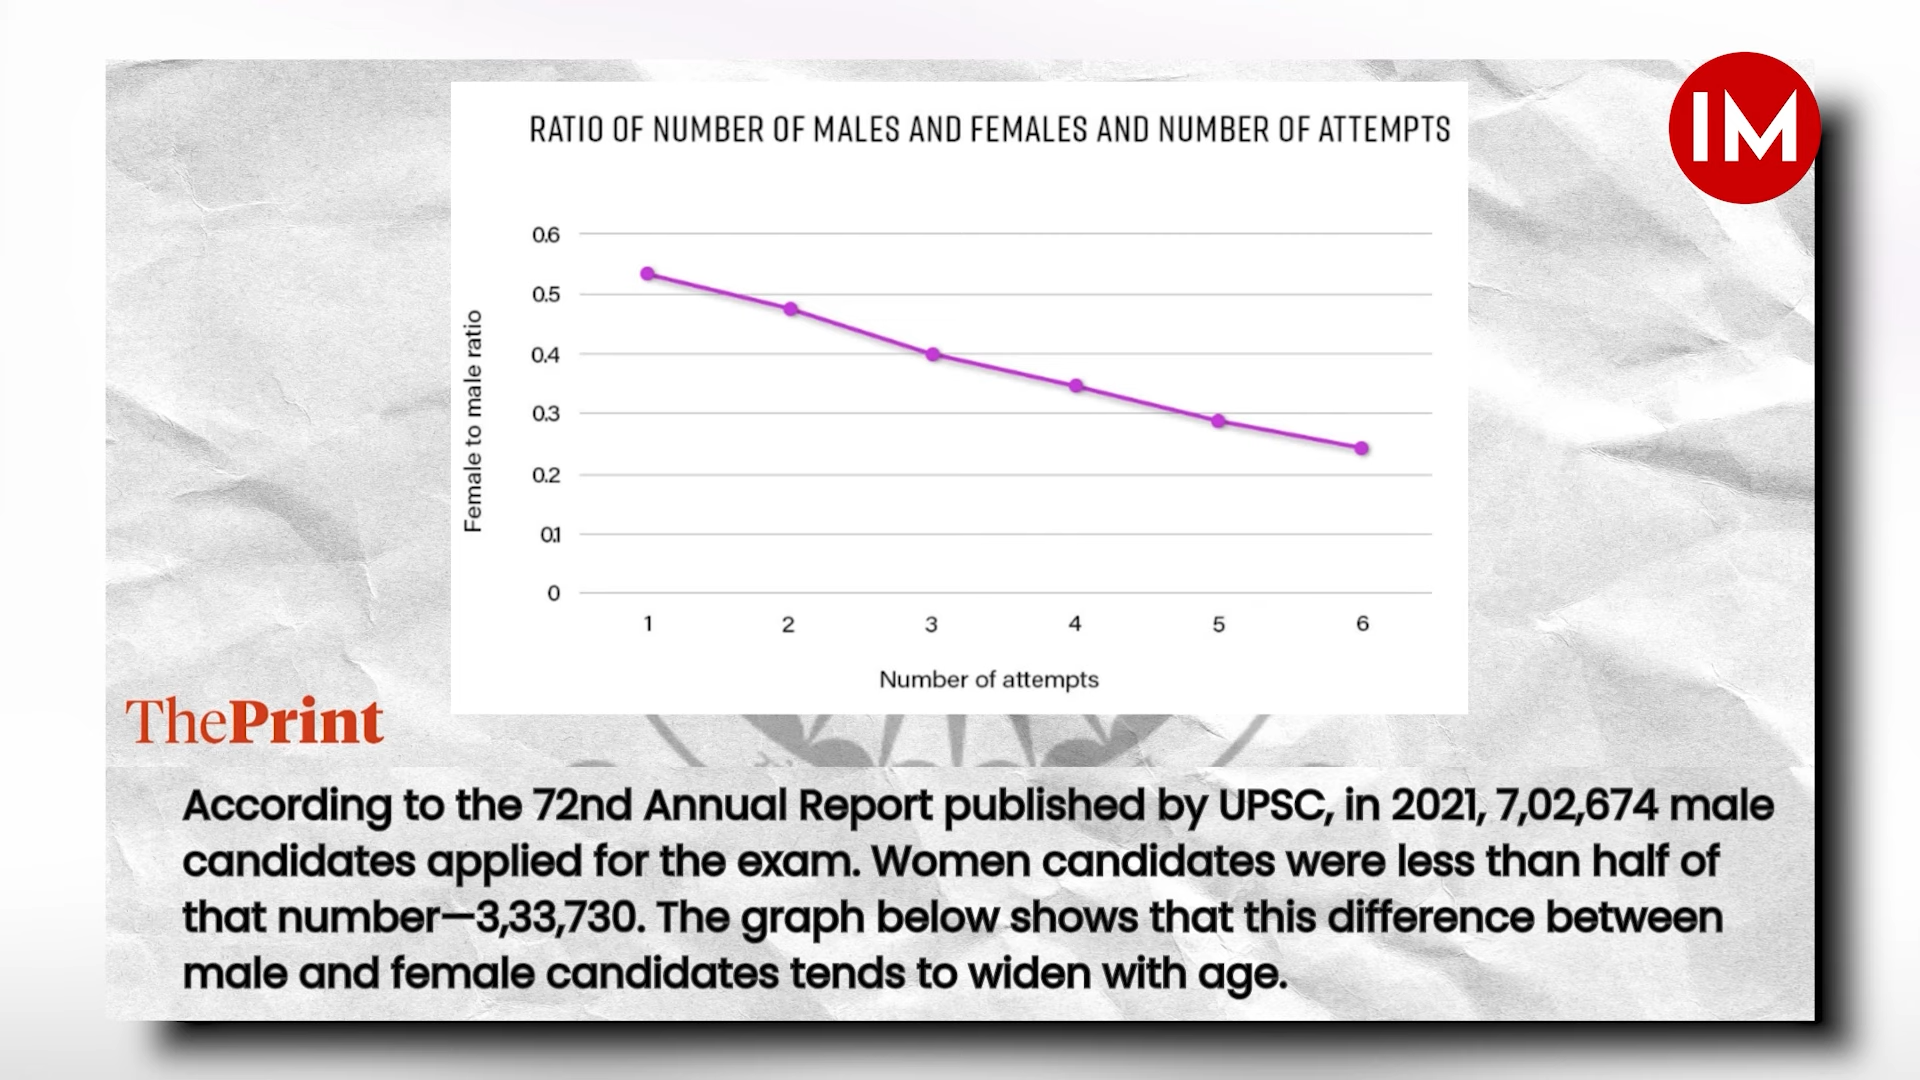 IM
RATIO OF NUMBER OF MALES AND FEMALES AND NUMBER OF ATTEMPTS
Female to male ratio
0.6
0.5
0.4
0.3
0.2
0.1
0
1 2 3 4 5 6
Number of attempts
ThePrint
According to the 72nd Annual Report published by UPSC, in 2021, 7,02,674 male
candidates applied for the exam. Women candidates were less than half of
that number—3,33,730. The graph below shows that this difference between
male and female candidates tends to widen with age.